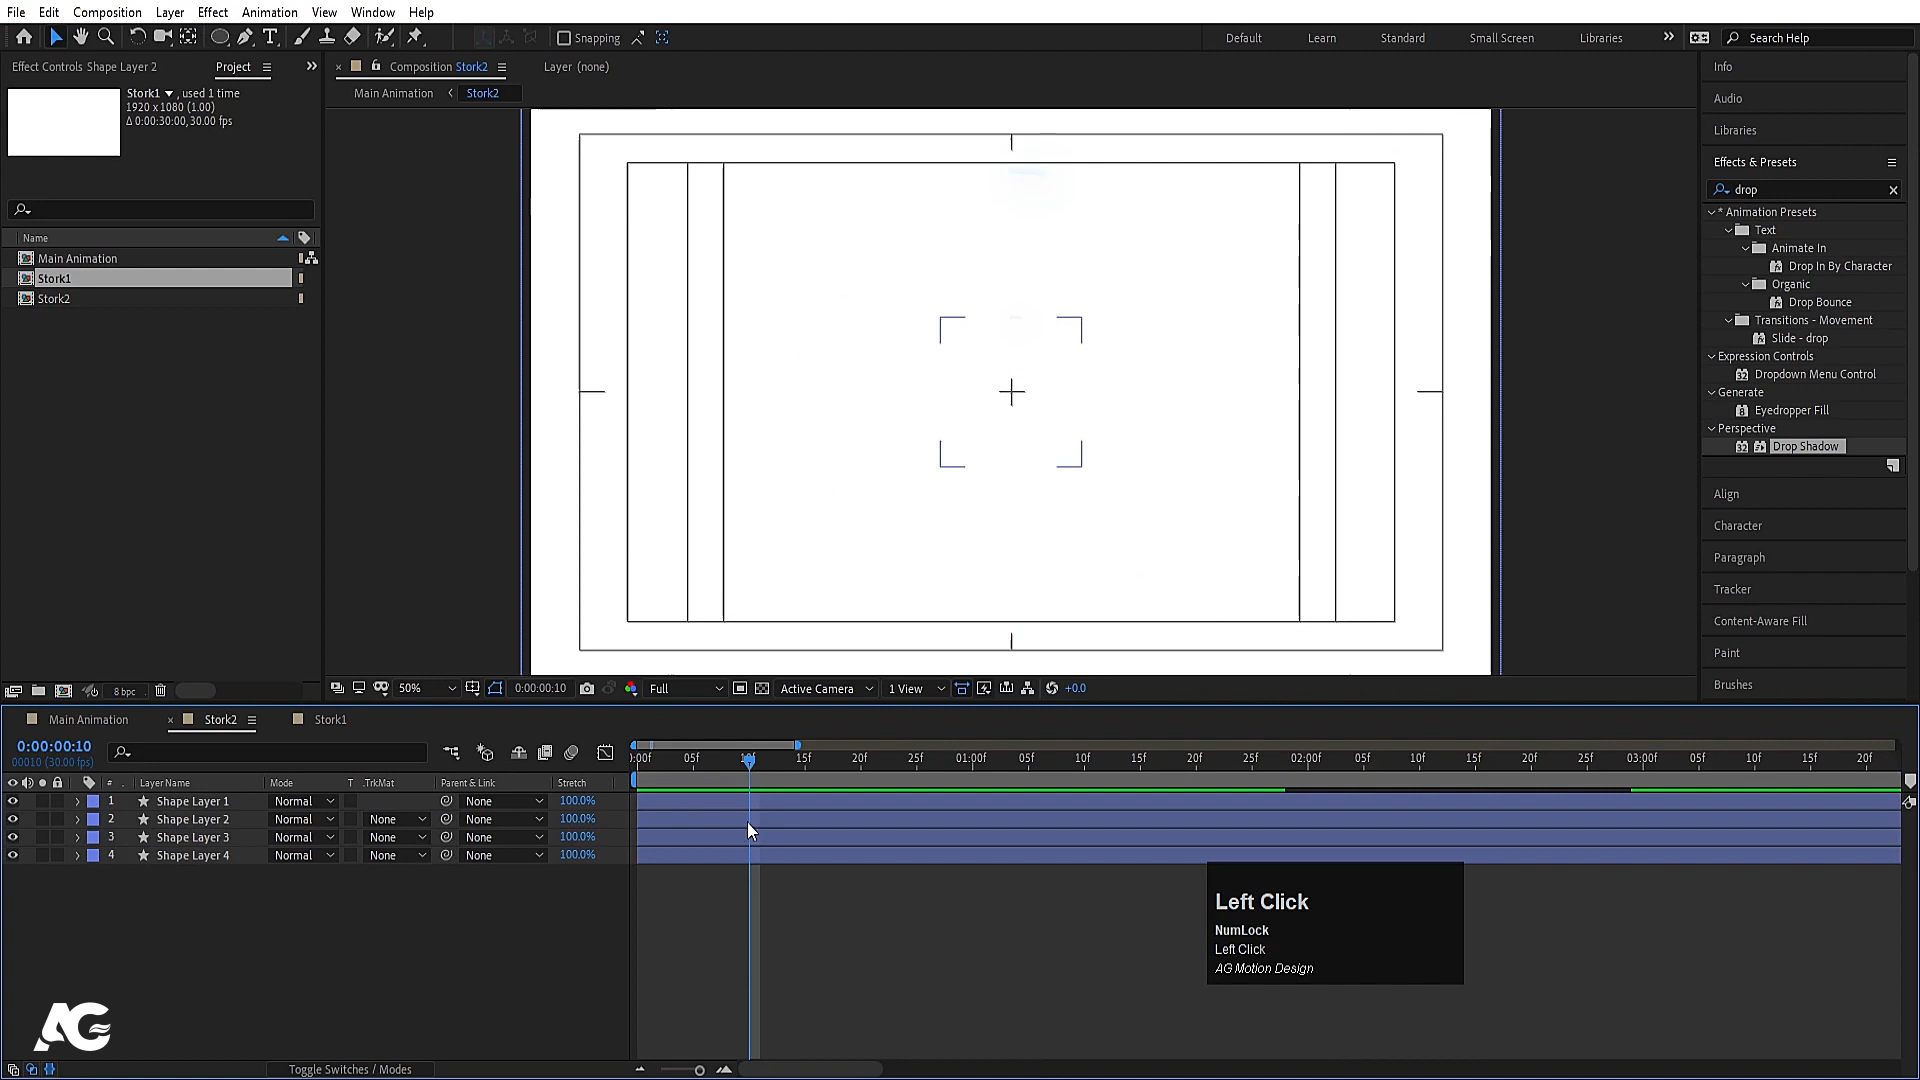 File Edit Composition Layer Effect Animation View Window Help
Snapping
Default Learn Standard Small Screen Libraries
Search Help
Effect Controls Shape Layer 2
Project
Composition Stork2
Layer (none)
Main Animation
Stork2
Stork1 , used 1 time
1920 x 1080 (1.00)
Δ 0:00:30:00, 30.00 fps
Name
Main Animation
Stork1
Stork2
8 bpc
50%
0:00:00:10
Full
Active Camera
1 View
+0.0
Info
Audio
Libraries
Effects & Presets
drop
* Animation Presets
Text
Animate In
Drop In By Character
Organic
Drop Bounce
Transitions - Movement
Slide - drop
Expression Controls
Dropdown Menu Control
Generate
Eyedropper Fill
Perspective
Drop Shadow
Align
Character
Paragraph
Tracker
Content-Aware Fill
Paint
Brushes
Main Animation
Stork2
Stork1
0:00:00:10
00010 (30.00 fps)
05f 15f 20f 25f 01:00f 05f 10f 15f 20f 25f 02:00f 05f 10f 15f 20f 25f 03:00f 05f 10f 15f 20f
# Layer Name Mode T .TrkMat Parent & Link Stretch
1 Shape Layer 1 Normal None 100.0%
2 Shape Layer 2 Normal None None 100.0%
3 Shape Layer 3 Normal None None 100.0%
4 Shape Layer 4 Normal None None 100.0%
Left Click
NumLock
Left Click
AG Motion Design
AG
Toggle Switches / Modes